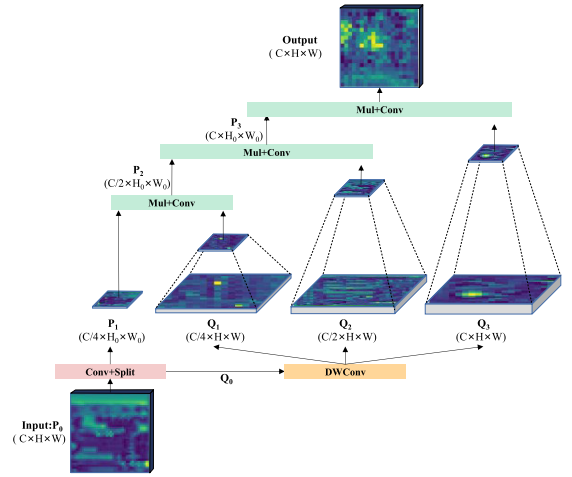 Output
( C×H×W)
Mul+Conv
P3
(C×H0×W0)
Mul+Conv
P2
(C/2×H0×W0)
Mul+Conv
P1
(C/4×H0×W0)
Q1
(C/4×H×W)
Q2
(C/2×H×W)
Q3
(C×H×W)
Conv+Split
Q0
DWConv
Input:P0
( C×H×W)